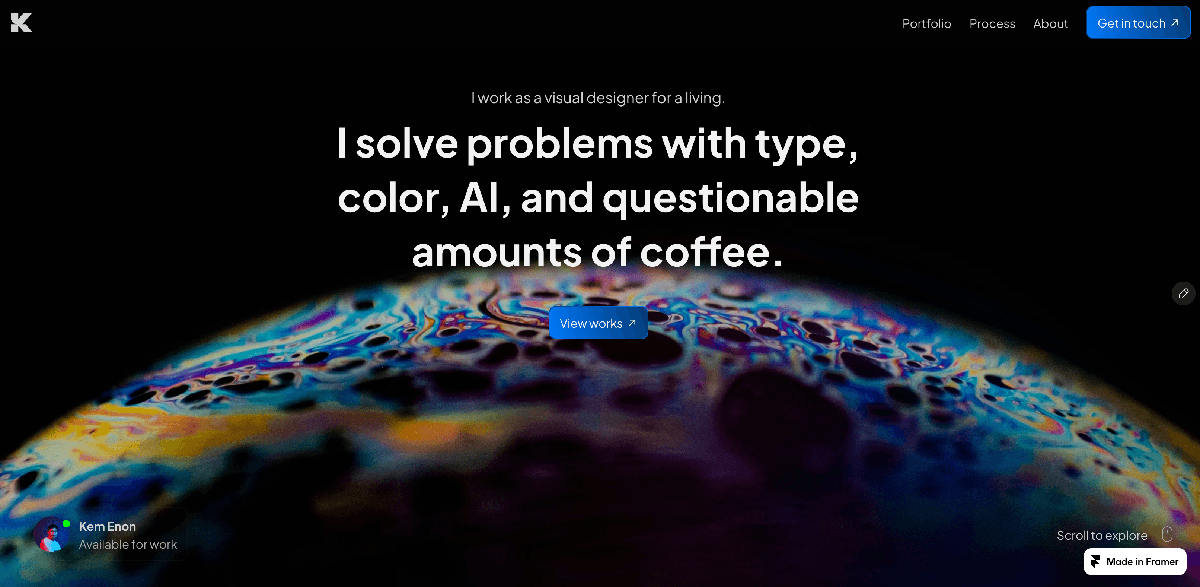 K
Portfolio
Process
About
Get in touch ↗
I work as a visual designer for a living.
I solve problems with type,
color, AI, and questionable
amounts of coffee.
View works ↗
Kem Enon
Available for work
Scroll to explore
Made in Framer